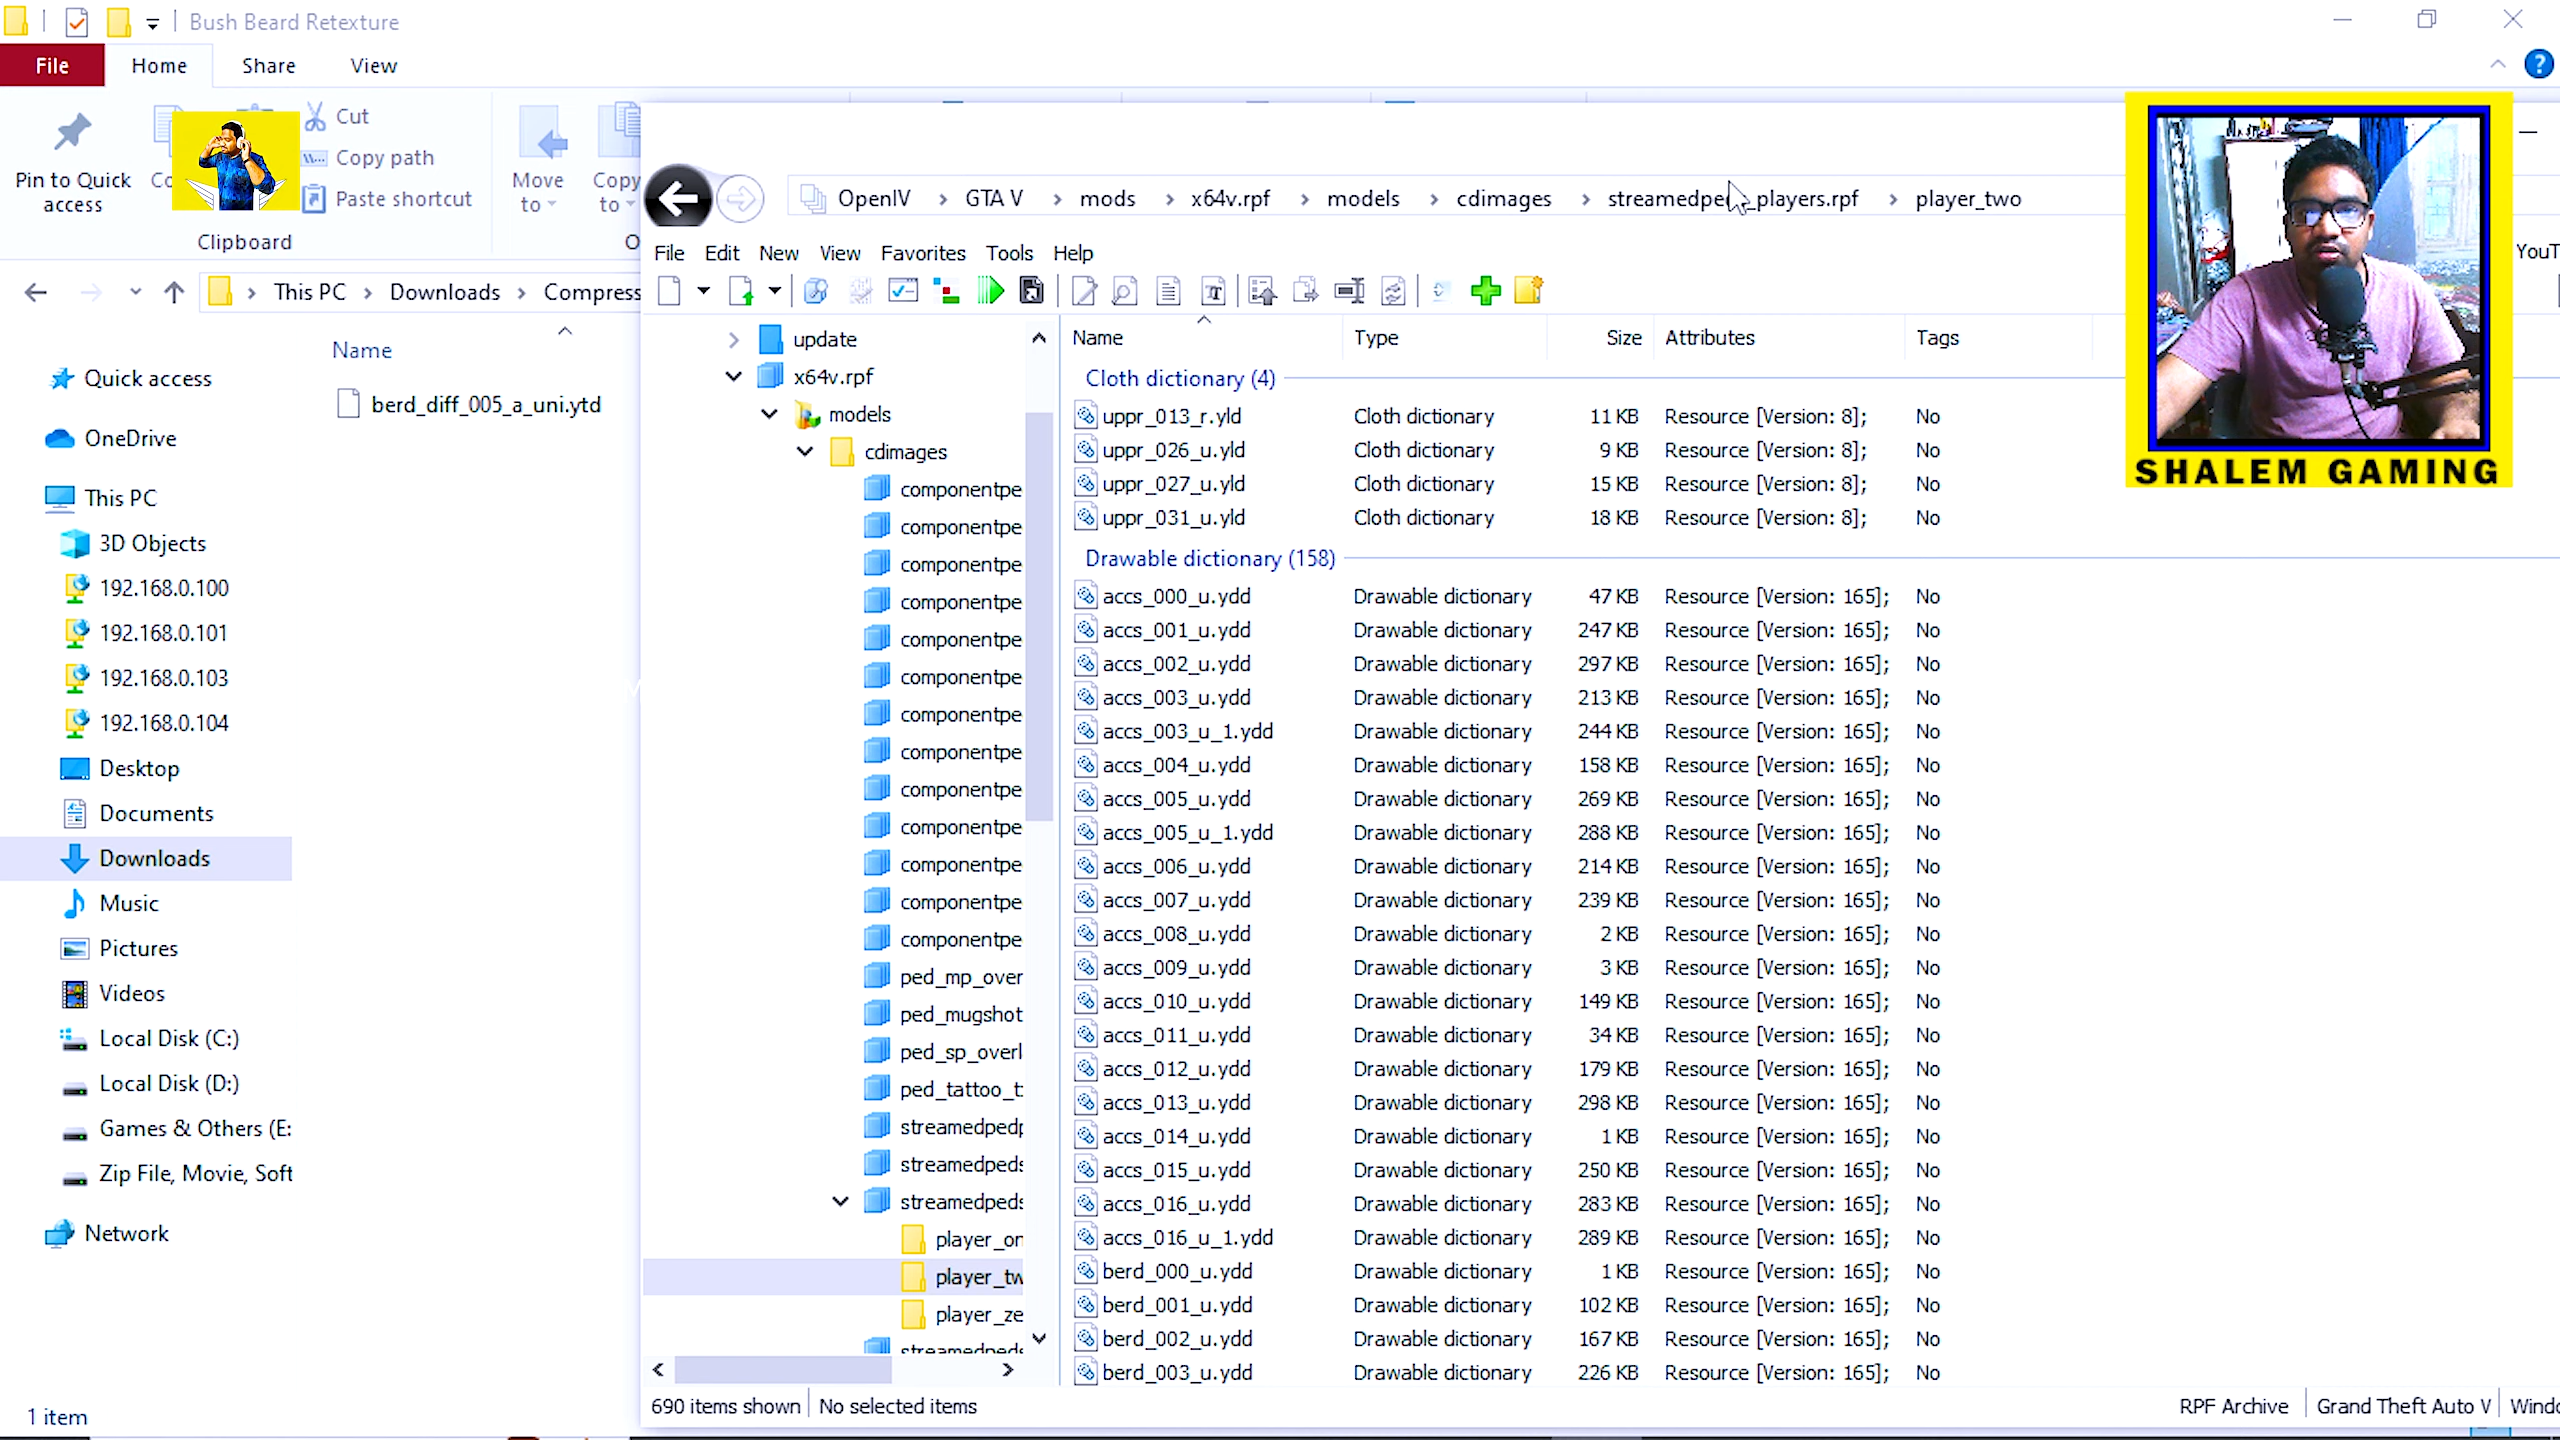 Bush Beard Retexture
File Home Share View
Pin to Quick access
Cut
Copy path
Paste shortcut
Move to
Copy to
Clipboard
This PC Downloads Compress
Name
berd_diff_005_a_uni.ytd
Quick access
OneDrive
This PC
3D Objects
192.168.0.100
192.168.0.101
192.168.0.103
192.168.0.104
Desktop
Documents
Downloads
Music
Pictures
Videos
Local Disk (C:)
Local Disk (D:)
Games & Others (E:
Zip File, Movie, Soft
Network
1 item
OpenIV GTA V mods x64v.rpf models cdimages streamedpe _players.rpf player_two
File Edit New View Favorites Tools Help
update
x64v.rpf
models
cdimages
componentpe
componentpe
componentpe
componentpe
componentpe
componentpe
componentpe
componentpe
componentpe
componentpe
componentpe
componentpe
componentpe
ped_mp_over
ped_mugshot
ped_sp_overl
ped_tattoo_t
streamedped
streamedpeds
streamedpeds
player_on
player_tw
player_ze
streamedpeds
Name Type Size Attributes Tags
Cloth dictionary (4)
uppr_013_r.yld Cloth dictionary 11 KB Resource [Version: 8]; No
uppr_026_u.yld Cloth dictionary 9 KB Resource [Version: 8]; No
uppr_027_u.yld Cloth dictionary 15 KB Resource [Version: 8]; No
uppr_031_u.yld Cloth dictionary 18 KB Resource [Version: 8]; No
Drawable dictionary (158)
accs_000_u.ydd Drawable dictionary 47 KB Resource [Version: 165]; No
accs_001_u.ydd Drawable dictionary 247 KB Resource [Version: 165]; No
accs_002_u.ydd Drawable dictionary 297 KB Resource [Version: 165]; No
accs_003_u.ydd Drawable dictionary 213 KB Resource [Version: 165]; No
accs_003_u_1.ydd Drawable dictionary 244 KB Resource [Version: 165]; No
accs_004_u.ydd Drawable dictionary 158 KB Resource [Version: 165]; No
accs_005_u.ydd Drawable dictionary 269 KB Resource [Version: 165]; No
accs_005_u_1.ydd Drawable dictionary 288 KB Resource [Version: 165]; No
accs_006_u.ydd Drawable dictionary 214 KB Resource [Version: 165]; No
accs_007_u.ydd Drawable dictionary 239 KB Resource [Version: 165]; No
accs_008_u.ydd Drawable dictionary 2 KB Resource [Version: 165]; No
accs_009_u.ydd Drawable dictionary 3 KB Resource [Version: 165]; No
accs_010_u.ydd Drawable dictionary 149 KB Resource [Version: 165]; No
accs_011_u.ydd Drawable dictionary 34 KB Resource [Version: 165]; No
accs_012_u.ydd Drawable dictionary 179 KB Resource [Version: 165]; No
accs_013_u.ydd Drawable dictionary 298 KB Resource [Version: 165]; No
accs_014_u.ydd Drawable dictionary 1 KB Resource [Version: 165]; No
accs_015_u.ydd Drawable dictionary 250 KB Resource [Version: 165]; No
accs_016_u.ydd Drawable dictionary 283 KB Resource [Version: 165]; No
accs_016_u_1.ydd Drawable dictionary 289 KB Resource [Version: 165]; No
berd_000_u.ydd Drawable dictionary 1 KB Resource [Version: 165]; No
berd_001_u.ydd Drawable dictionary 102 KB Resource [Version: 165]; No
berd_002_u.ydd Drawable dictionary 167 KB Resource [Version: 165]; No
berd_003_u.ydd Drawable dictionary 226 KB Resource [Version: 165]; No
690 items shown No selected items RPF Archive Grand Theft Auto V Windo
YouT
SHALEM GAMING